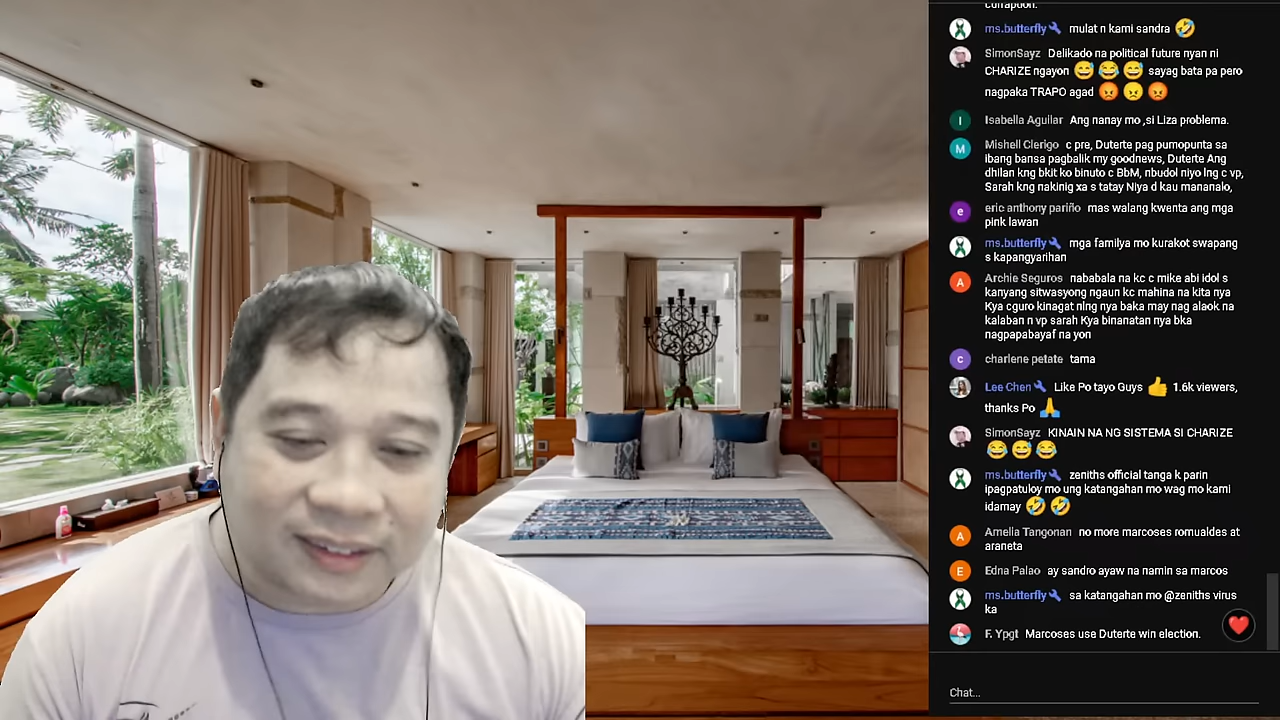 curraption.
ms.butterfly mulat n kami sandra 🤣
SimonSayz Delikado na political future nyan ni
CHARIZE ngayon 😅 😂 😅 sayag bata pa pero
nagpaka TRAPO agad 😡 😠 😡
I Isabella Aguilar Ang nanay mo ,si Liza problema.
M Mishell Clerigo c pre, Duterte pag pumopunta sa
ibang bansa pagbalik my goodnews, Duterte Ang
dhilan kng bkit ko binuto c BbM, nbudol niyo lng c vp,
Sarah kng nakinig xa s tatay Niya d kau mananalo,
e eric anthony pariño mas walang kwenta ang mga
pink lawan
ms.butterfly mga familya mo kurakot swapang
s kapangyarihan
A Archie Seguros nababala na kc c mike abi idol s
kanyang sitwasyong ngaun kc mahina na kita nya
Kya cguro kinagat nlng nya baka may nag alaok na
kalaban n vp sarah Kya binanatan nya bka
nagpapabayaf na yon
c charlene petate tama
Lee Chen Like Po tayo Guys 👍 1.6k viewers,
thanks Po 🙏
SimonSayz KINAIN NA NG SISTEMA SI CHARIZE
😂 😅 😂
ms.butterfly zeniths official tanga k parin
ipagpatuloy mo ung katangahan mo wag mo kami
idamay 🤣 🤣
A Amelia Tangonan no more marcoses romualdes at
araneta
E Edna Palao ay sandro ayaw na namin sa marcos
ms.butterfly sa katangahan mo @zeniths virus
ka
F. Ypgt Marcoses use Duterte win election.
Chat...